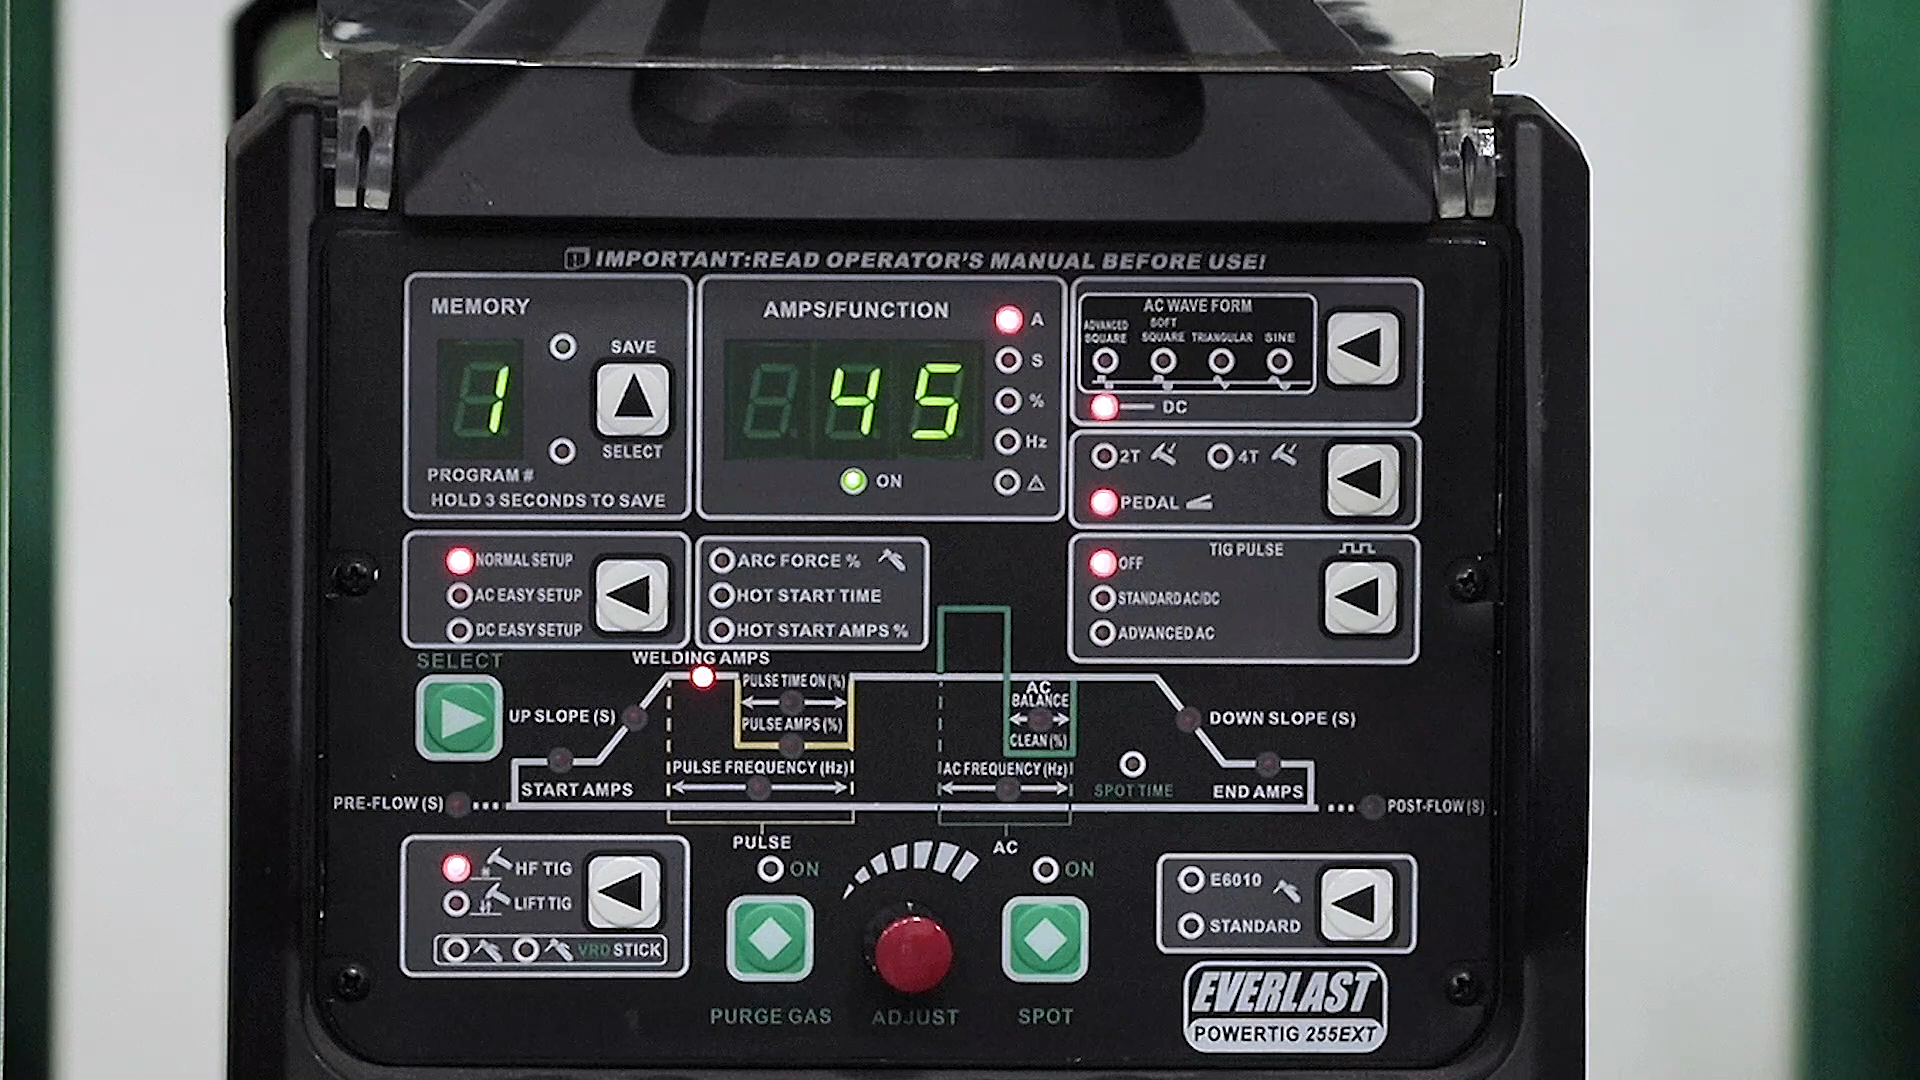 IMPORTANT:READ OPERATOR'S MANUAL BEFORE USE!
MEMORY
SAVE
1
SELECT
PROGRAM #
HOLD 3 SECONDS TO SAVE
AMPS/FUNCTION
A
S
%
Hz
45
ON
AC WAVE FORM
ADVANCED SQUARE
SOFT SQUARE
TRIANGULAR
SINE
DC
2T
4T
PEDAL
NORMAL SETUP
AC EASY SETUP
DC EASY SETUP
ARC FORCE %
HOT START TIME
HOT START AMPS %
TIG PULSE
OFF
STANDARD AC/DC
ADVANCED AC
SELECT
WELDING AMPS
PULSE TIME ON (%)
PULSE AMPS (%)
UP SLOPE (S)
PULSE FREQUENCY (Hz)
START AMPS
PRE-FLOW (S)
AC
BALANCE
CLEAN (%)
AC FREQUENCY (Hz)
DOWN SLOPE (S)
SPOT TIME
END AMPS
POST-FLOW (S)
PULSE
AC
HF TIG
LIFT TIG
VRD STICK
ON
PURGE GAS
ADJUST
ON
SPOT
E6010
STANDARD
EVERLAST
POWERTIG 255EXT